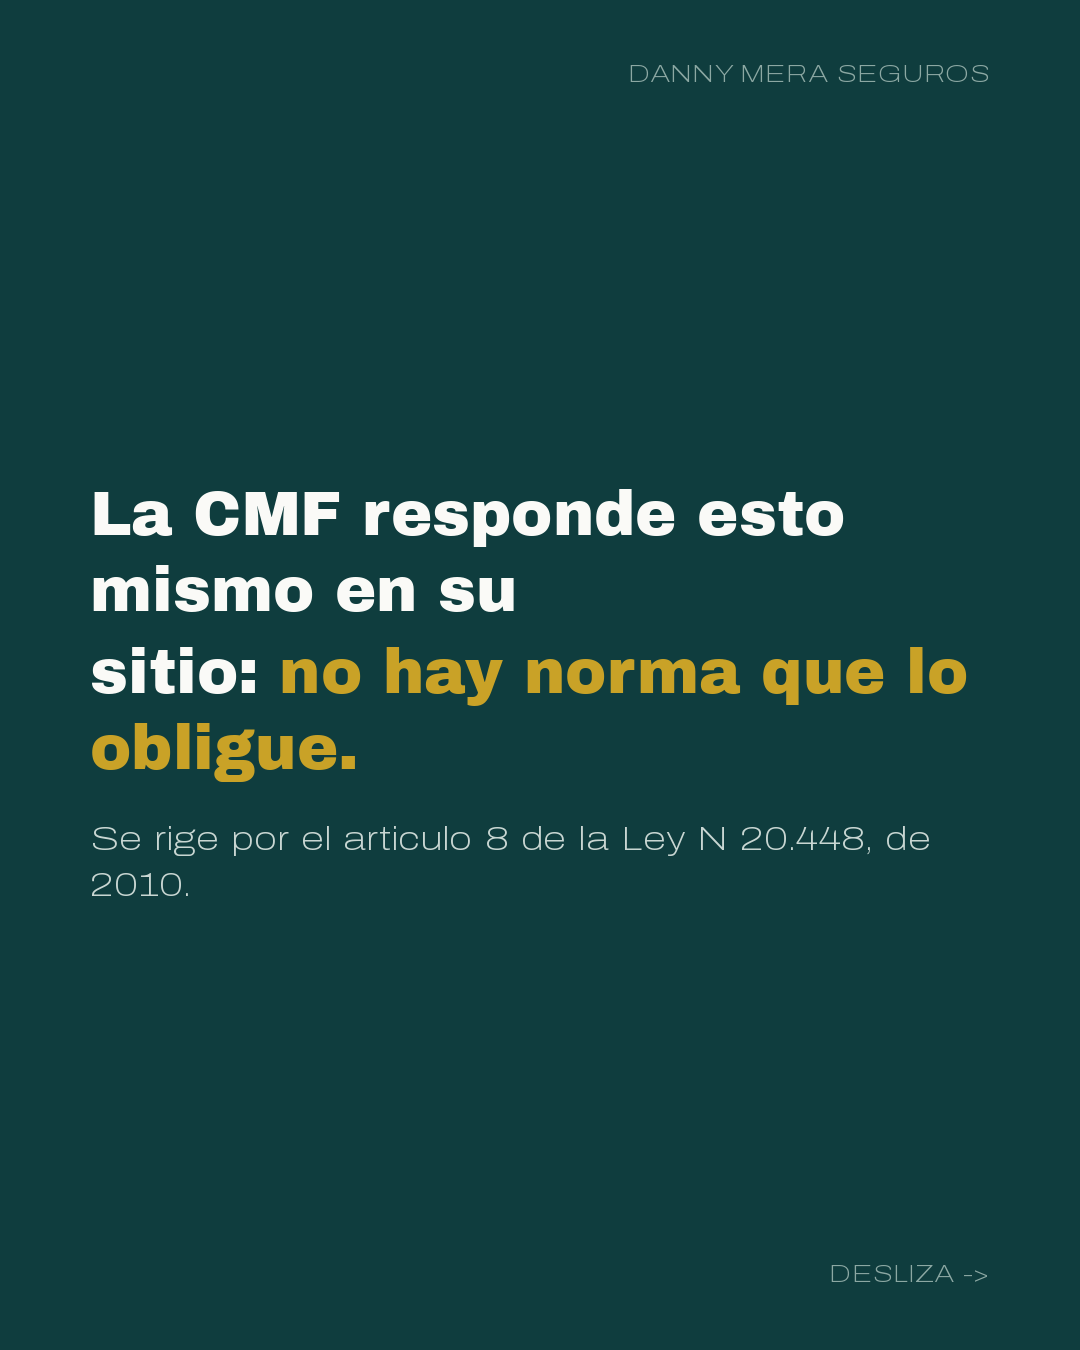 DANNY MERA SEGUROS
La CMF responde esto
mismo en su
sitio: no hay norma que lo
obligue.
Se rige por el articulo 8 de la Ley N 20.448, de
2010.
DESLIZA ->